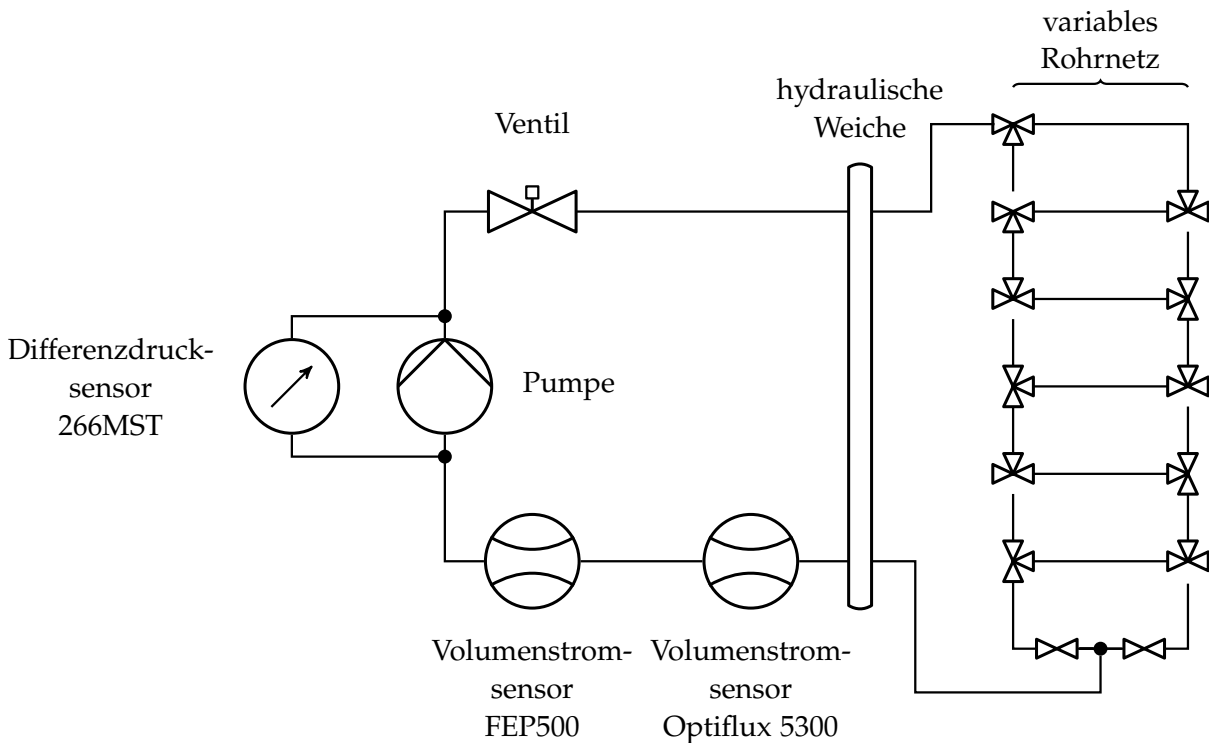 variables
Rohrnetz
hydraulische
Weiche
Ventil
Differenzdruck-
sensor
266MST
Pumpe
Volumenstrom-
sensor
FEP500
Volumenstrom-
sensor
Optiflux 5300